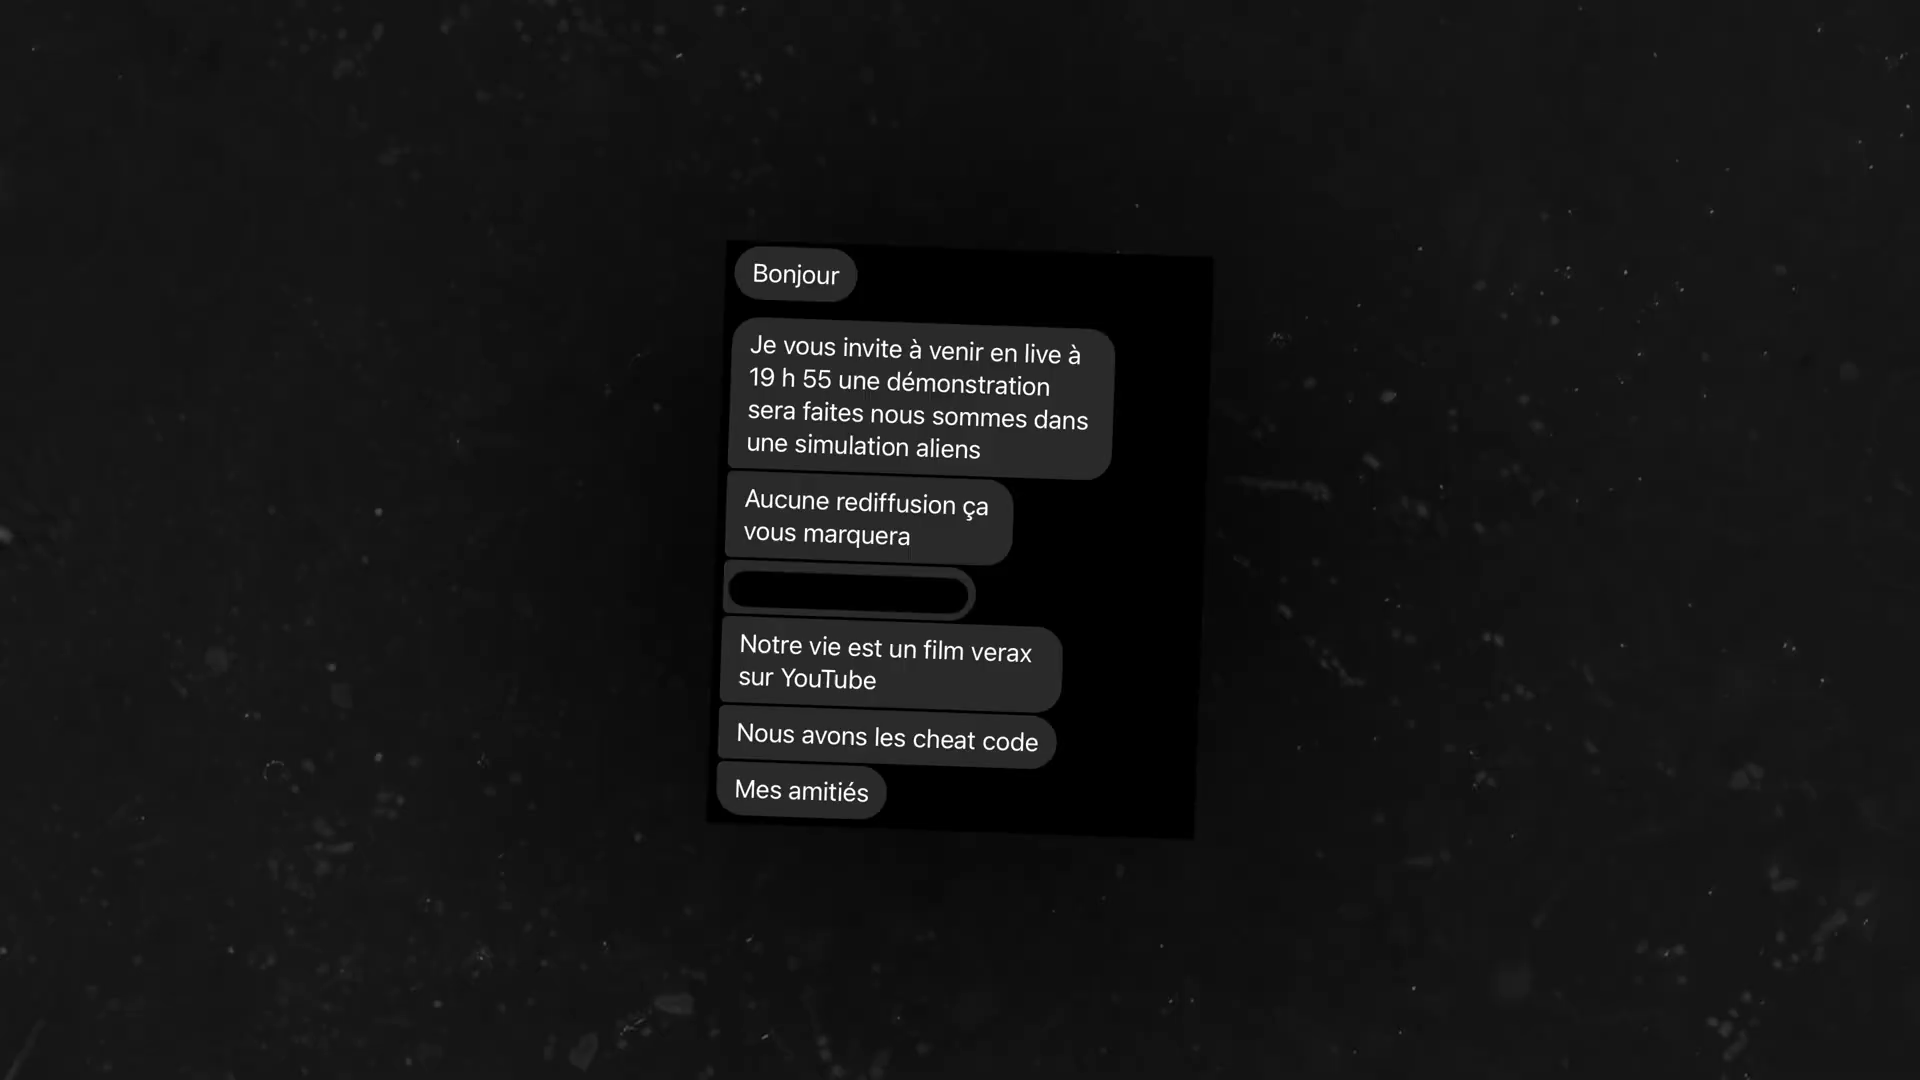 Bonjour
Je vous invite à venir en live à
19 h 55 une démonstration
sera faites nous sommes dans
une simulation aliens
Aucune rediffusion ça
vous marquera
Notre vie est un film verax
sur YouTube
Nous avons les cheat code
Mes amitiés